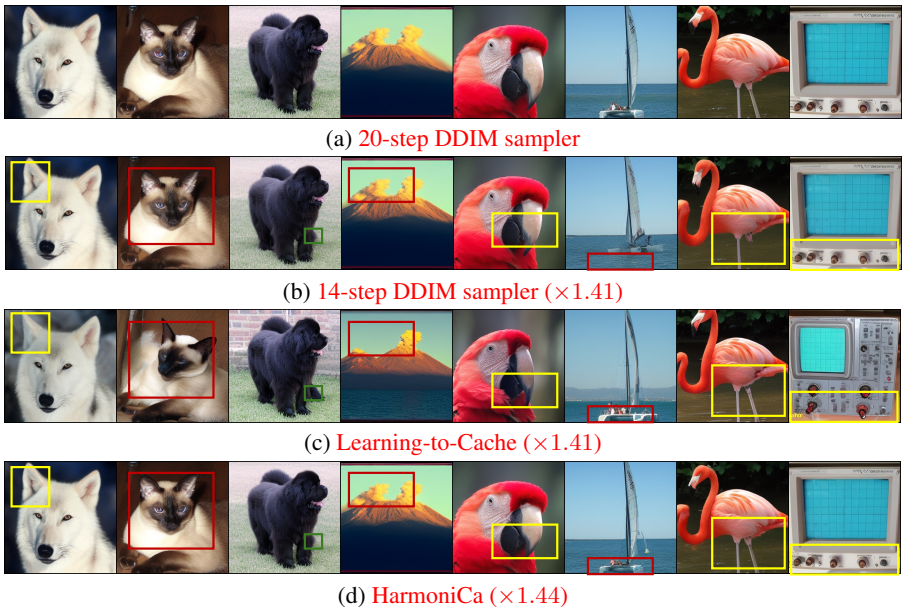 (a) 20-step DDIM sampler
(b) 14-step DDIM sampler (×1.41)
(c) Learning-to-Cache (×1.41)
(d) HarmoniCa (×1.44)